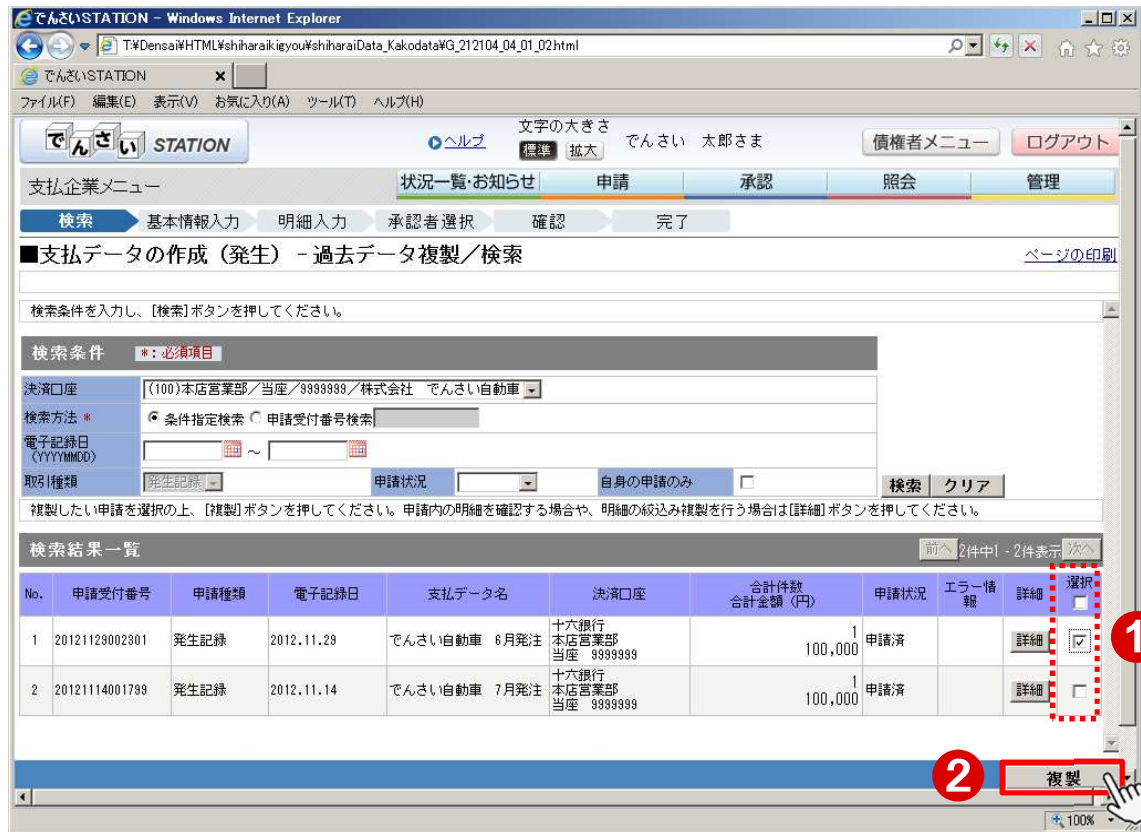 でんさいSTATION - Windows Internet Explorer
T:¥Densai¥HTML¥shiharaikigyou¥shiharaiData_Kakodata¥G_212104_04_01_02.html
でんさいSTATION
ファイル(F) 編集(E) 表示(V) お気に入り(A) ツール(T) ヘルプ(H)
でんさい STATION
ヘルプ 文字の大きさ 標準 拡大 でんさい 太郎さま 債権者メニュー ログアウト
支払企業メニュー 状況一覧・お知らせ 申請 承認 照会 管理
検索 基本情報入力 明細入力 承認者選択 確認 完了
■支払データの作成（発生）－過去データ複製／検索 ページの印刷
検索条件を入力し、[検索]ボタンを押してください。
検索条件 *：必須項目
決済口座 (100)本店営業部／当座／9999999／株式会社 でんさい自動車
検索方法 * 条件指定検索 申請受付番号検索
電子記録日
(YYYYMMDD) ～
取引種類 発生記録 申請状況 自身の申請のみ 検索 クリア
複製したい申請を選択の上、[複製]ボタンを押してください。申請内の明細を確認する場合や、明細の絞込み複製を行う場合は[詳細]ボタンを押してください。
検索結果一覧 前へ 2件中1 - 2件表示 次へ
No. 申請受付番号 申請種類 電子記録日 支払データ名 決済口座 合計件数 申請状況 エラー情報 詳細 選択
合計金額（円）
1 20121129002301 発生記録 2012.11.29 でんさい自動車 6月発注 十六銀行 1 申請済 詳細
本店営業部 100,000
当座 9999999
2 20121114001799 発生記録 2012.11.14 でんさい自動車 7月発注 十六銀行 1 申請済 詳細
本店営業部 100,000
当座 9999999
1
2 複製
100%